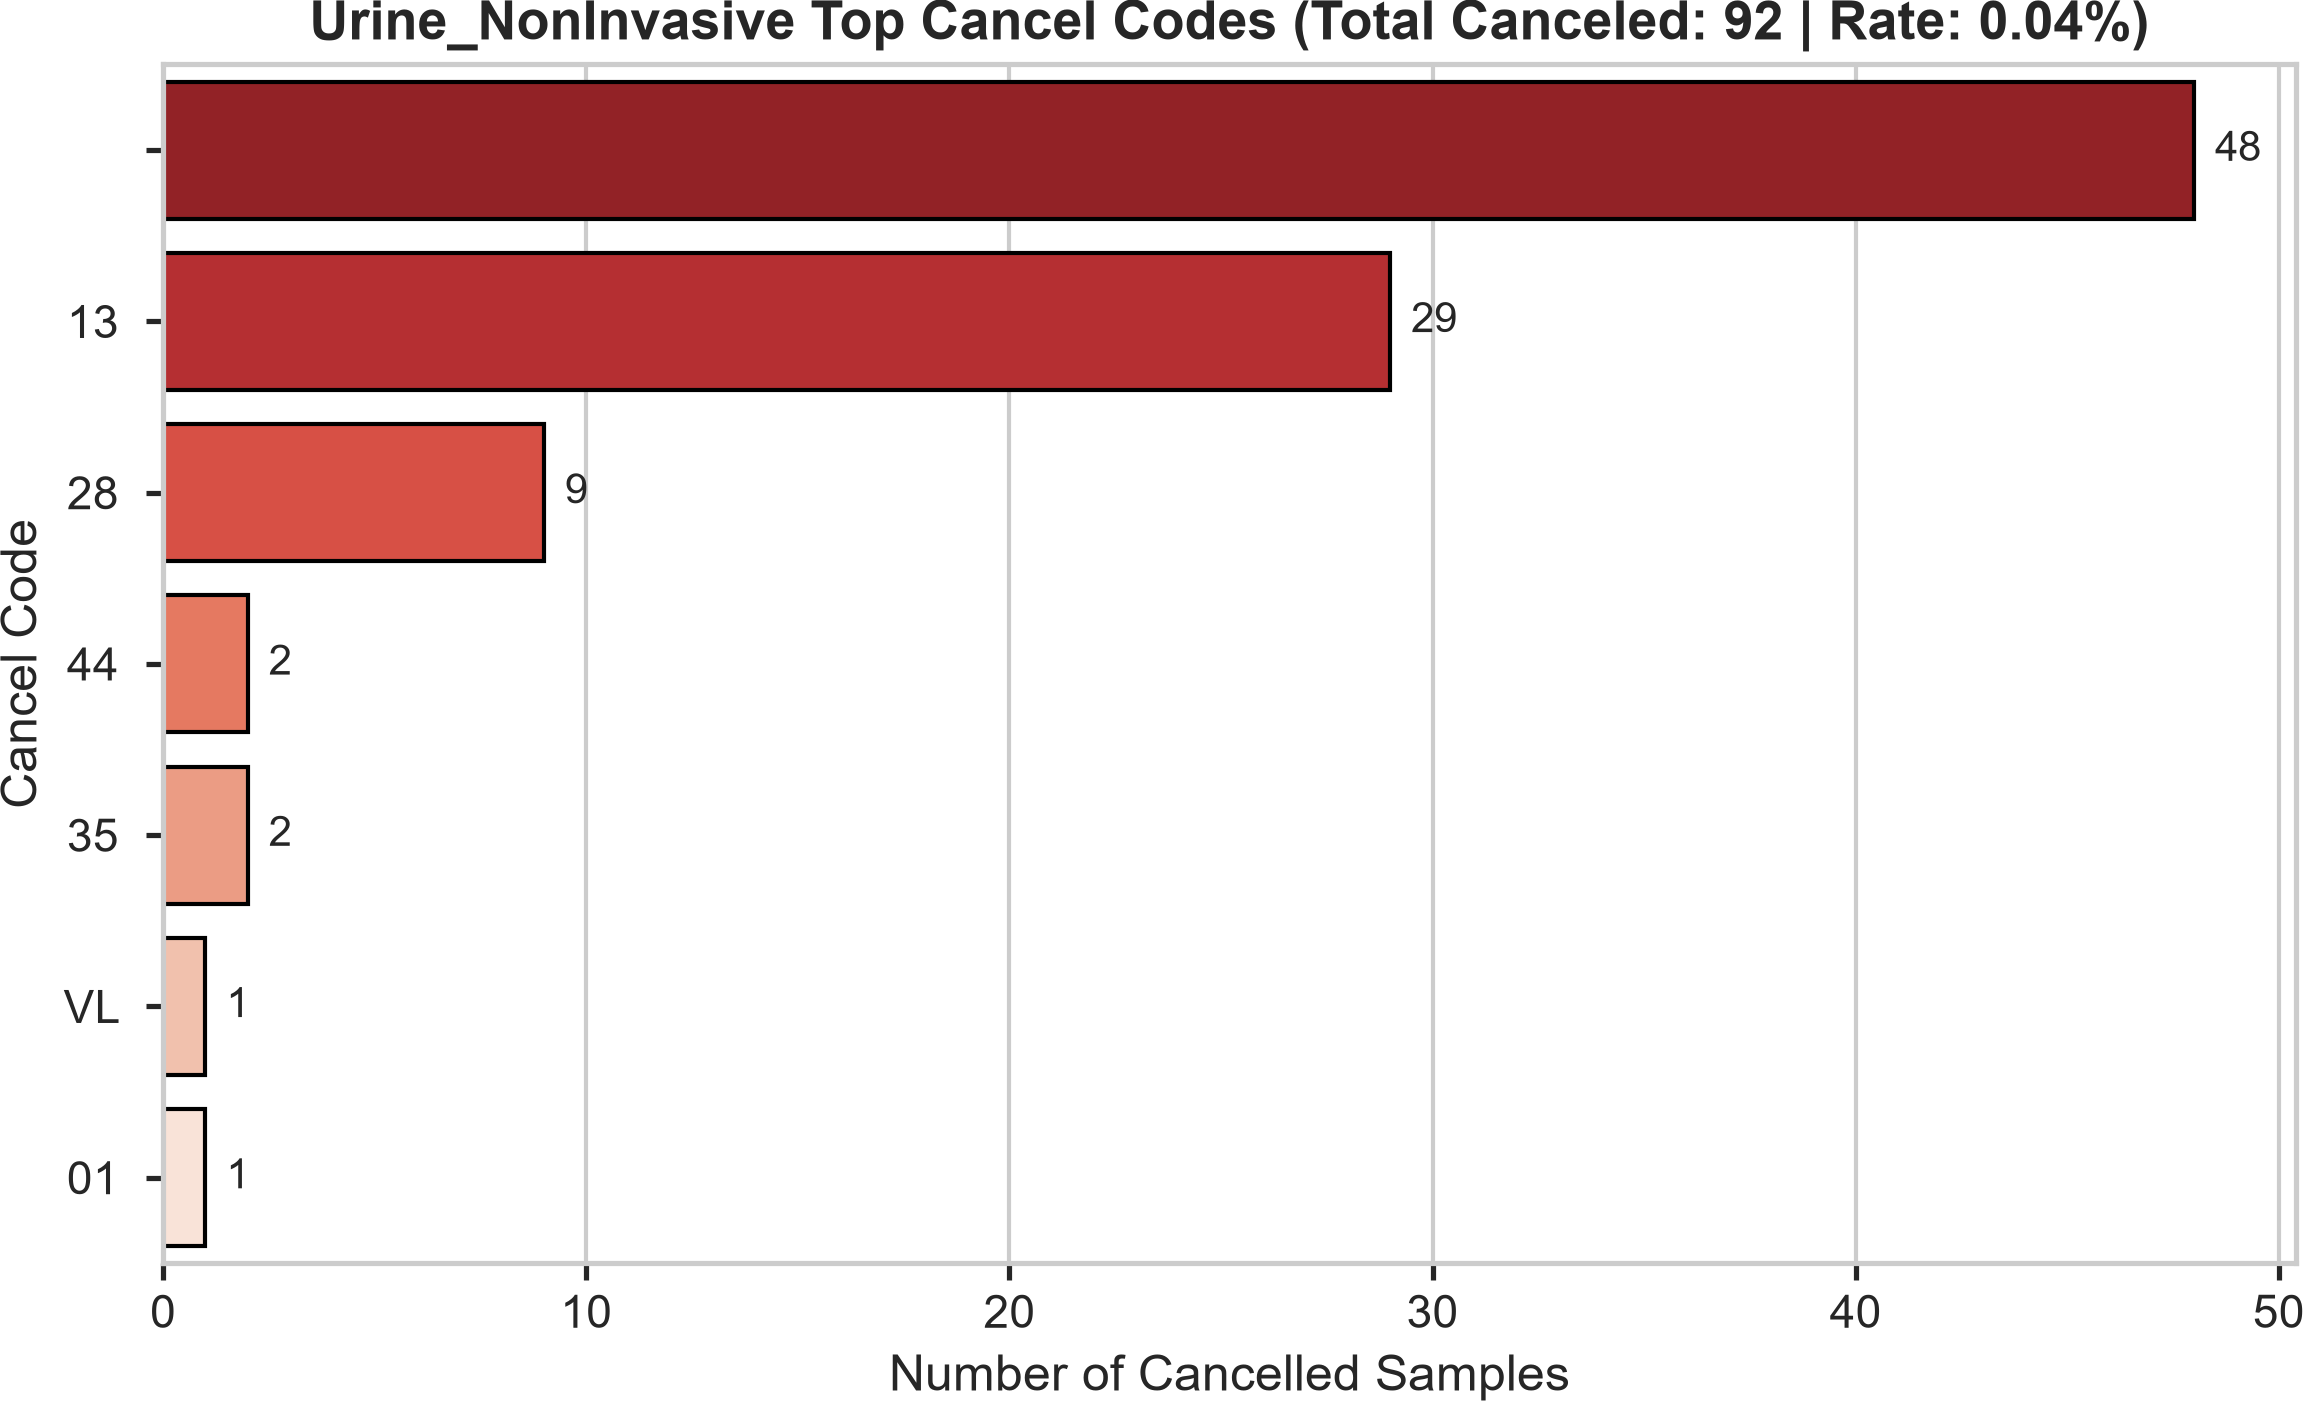 Urine_NonInvasive Top Cancel Codes (Total Canceled: 92 | Rate: 0.04%)
48
13 29
28 9
44 2
35 2
VL 1
01 1
Cancel Code
0 10 20 30 40 50
Number of Cancelled Samples